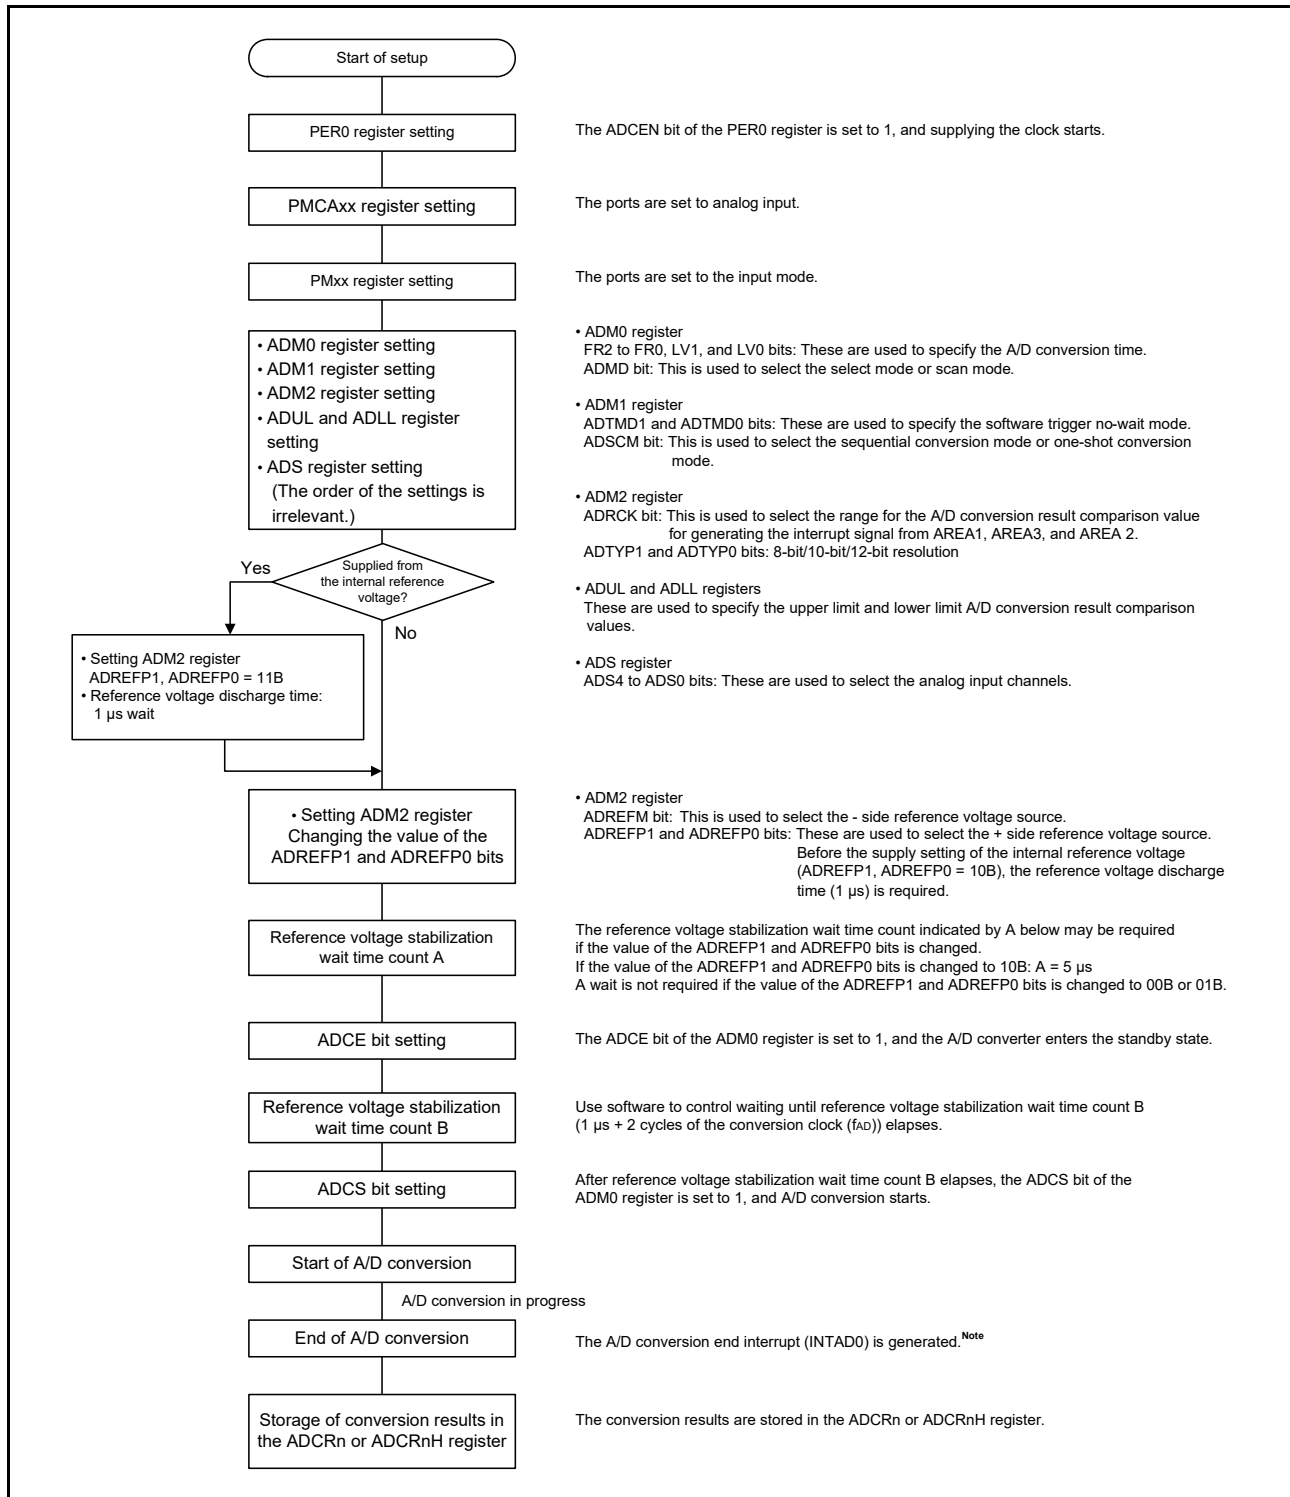 Start of setup
PER0 register setting
The ADCEN bit of the PER0 register is set to 1, and supplying the clock starts.
PMCAxx register setting
The ports are set to analog input.
PMxx register setting
The ports are set to the input mode.
• ADM0 register setting
• ADM1 register setting
• ADM2 register setting
• ADUL and ADLL register
setting
• ADS register setting
(The order of the settings is
irrelevant.)
• ADM0 register
FR2 to FR0, LV1, and LV0 bits: These are used to specify the A/D conversion time.
ADMD bit: This is used to select the select mode or scan mode.
• ADM1 register
ADTMD1 and ADTMD0 bits: These are used to specify the software trigger no-wait mode.
ADSCM bit: This is used to select the sequential conversion mode or one-shot conversion
mode.
• ADM2 register
ADRCK bit: This is used to select the range for the A/D conversion result comparison value
for generating the interrupt signal from AREA1, AREA3, and AREA 2.
ADTYP1 and ADTYP0 bits: 8-bit/10-bit/12-bit resolution
• ADUL and ADLL registers
These are used to specify the upper limit and lower limit A/D conversion result comparison
values.
• ADS register
ADS4 to ADS0 bits: These are used to select the analog input channels.
Supplied from
the internal reference
voltage?
Yes
No
• Setting ADM2 register
ADREFP1, ADREFP0 = 11B
• Reference voltage discharge time:
1 µs wait
• Setting ADM2 register
Changing the value of the
ADREFP1 and ADREFP0 bits
• ADM2 register
ADREFM bit: This is used to select the - side reference voltage source.
ADREFP1 and ADREFP0 bits: These are used to select the + side reference voltage source.
Before the supply setting of the internal reference voltage
(ADREFP1, ADREFP0 = 10B), the reference voltage discharge
time (1 µs) is required.
Reference voltage stabilization
wait time count A
The reference voltage stabilization wait time count indicated by A below may be required
if the value of the ADREFP1 and ADREFP0 bits is changed.
If the value of the ADREFP1 and ADREFP0 bits is changed to 10B: A = 5 µs
A wait is not required if the value of the ADREFP1 and ADREFP0 bits is changed to 00B or 01B.
ADCE bit setting
The ADCE bit of the ADM0 register is set to 1, and the A/D converter enters the standby state.
Reference voltage stabilization
wait time count B
Use software to control waiting until reference voltage stabilization wait time count B
(1 µs + 2 cycles of the conversion clock (fAD)) elapses.
ADCS bit setting
After reference voltage stabilization wait time count B elapses, the ADCS bit of the
ADM0 register is set to 1, and A/D conversion starts.
Start of A/D conversion
A/D conversion in progress
End of A/D conversion
The A/D conversion end interrupt (INTAD0) is generated.Note
Storage of conversion results in
the ADCRn or ADCRnH register
The conversion results are stored in the ADCRn or ADCRnH register.